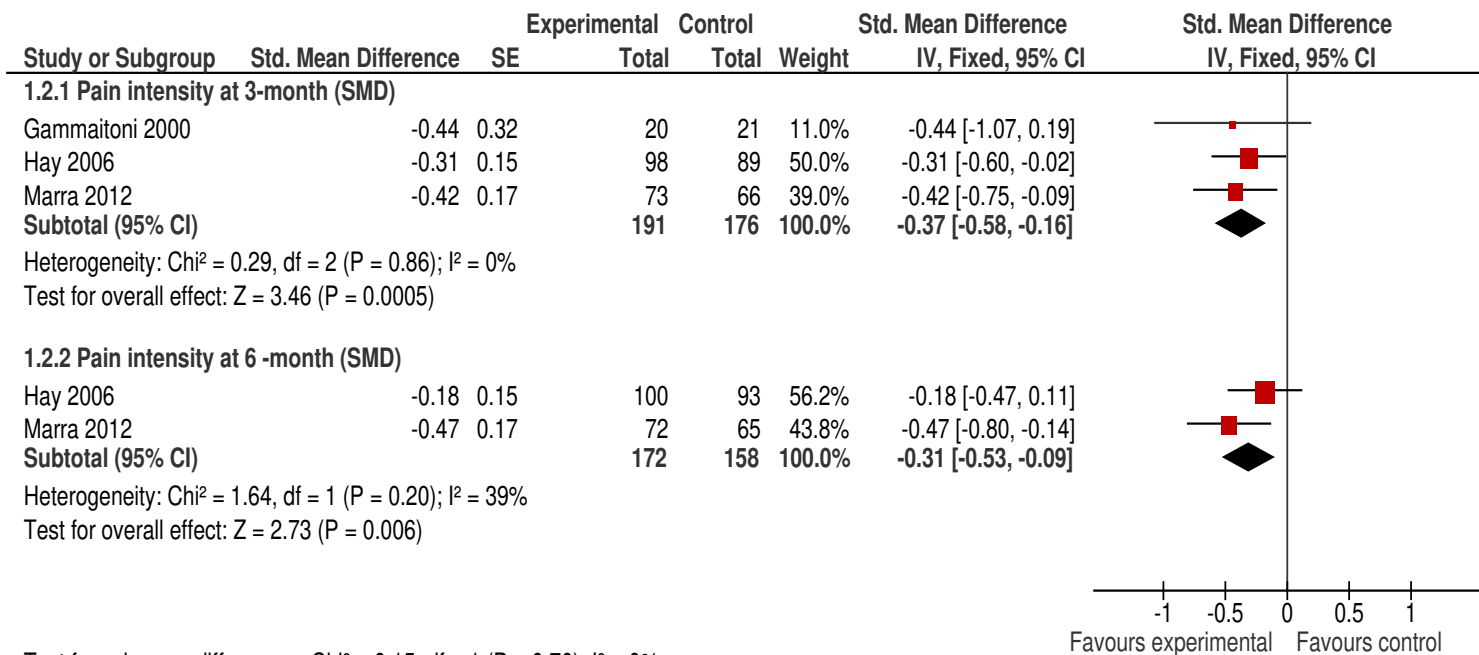 Experimental Control Std. Mean Difference Std. Mean Difference
Study or Subgroup Std. Mean Difference SE Total Total Weight IV, Fixed, 95% CI IV, Fixed, 95% CI
1.2.1 Pain intensity at 3-month (SMD)
Gammaitoni 2000 -0.44 0.32 20 21 11.0% -0.44 [-1.07, 0.19]
Hay 2006 -0.31 0.15 98 89 50.0% -0.31 [-0.60, -0.02]
Marra 2012 -0.42 0.17 73 66 39.0% -0.42 [-0.75, -0.09]
Subtotal (95% CI) 191 176 100.0% -0.37 [-0.58, -0.16]
Heterogeneity: Chi² = 0.29, df = 2 (P = 0.86); I² = 0%
Test for overall effect: Z = 3.46 (P = 0.0005)
1.2.2 Pain intensity at 6 -month (SMD)
Hay 2006 -0.18 0.15 100 93 56.2% -0.18 [-0.47, 0.11]
Marra 2012 -0.47 0.17 72 65 43.8% -0.47 [-0.80, -0.14]
Subtotal (95% CI) 172 158 100.0% -0.31 [-0.53, -0.09]
Heterogeneity: Chi² = 1.64, df = 1 (P = 0.20); I² = 39%
Test for overall effect: Z = 2.73 (P = 0.006)
-1 -0.5 0 0.5 1
Favours experimental Favours control